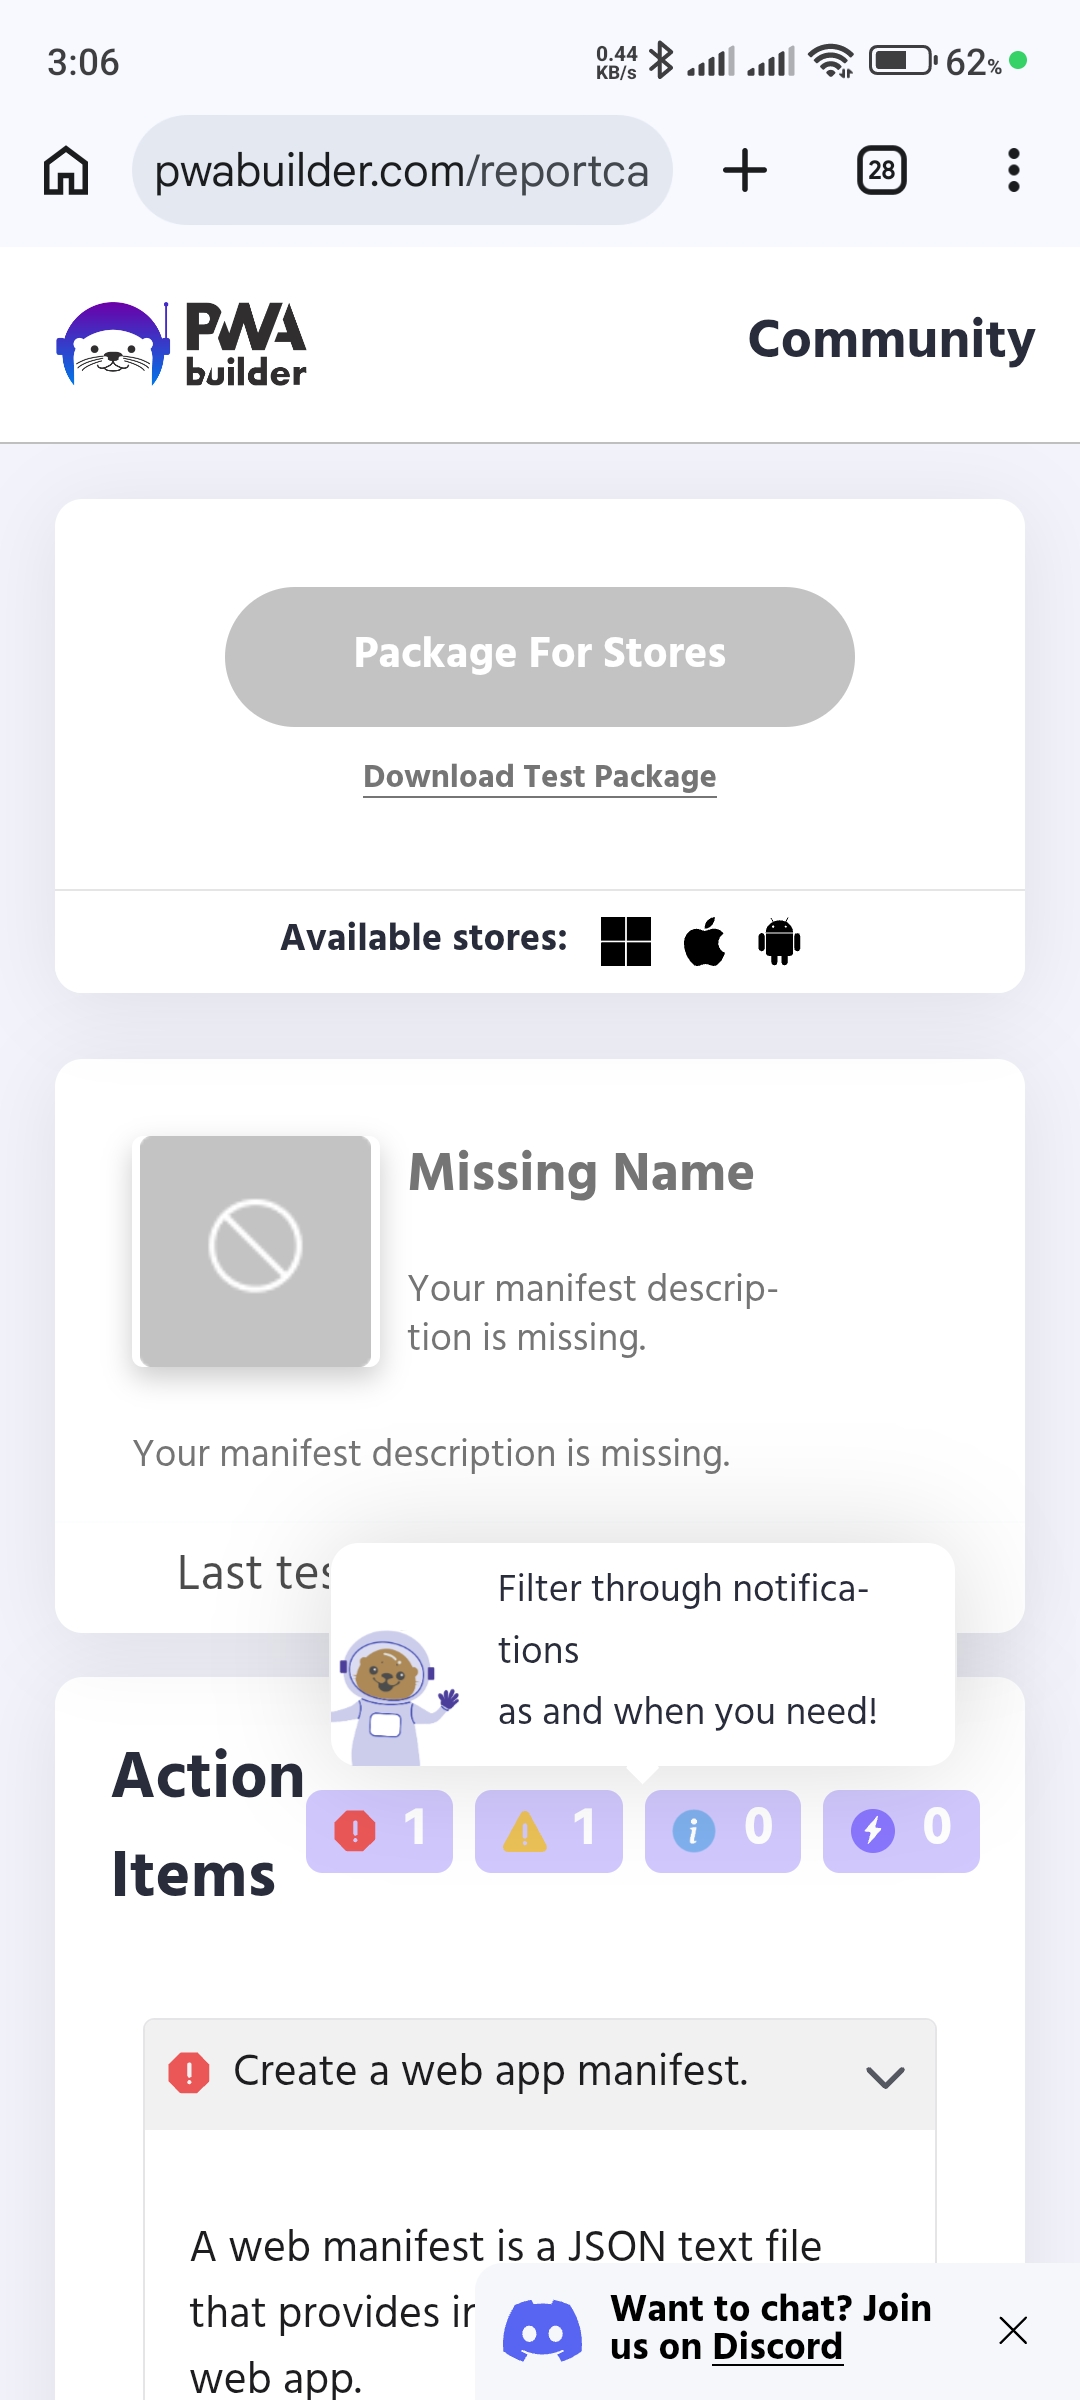 3:06
0.44
KB/s
62%
pwabuilder.com/reportca
28
PWA
builder
Community
Package For Stores
Download Test Package
Available stores:
Missing Name
Your manifest descrip-
tion is missing.
Your manifest description is missing.
Last tes
Filter through notifica-
tions
as and when you need!
Action
Items
1
1
0
0
Create a web app manifest.
A web manifest is a JSON text file
that provides in
web app.
Want to chat? Join
us on Discord